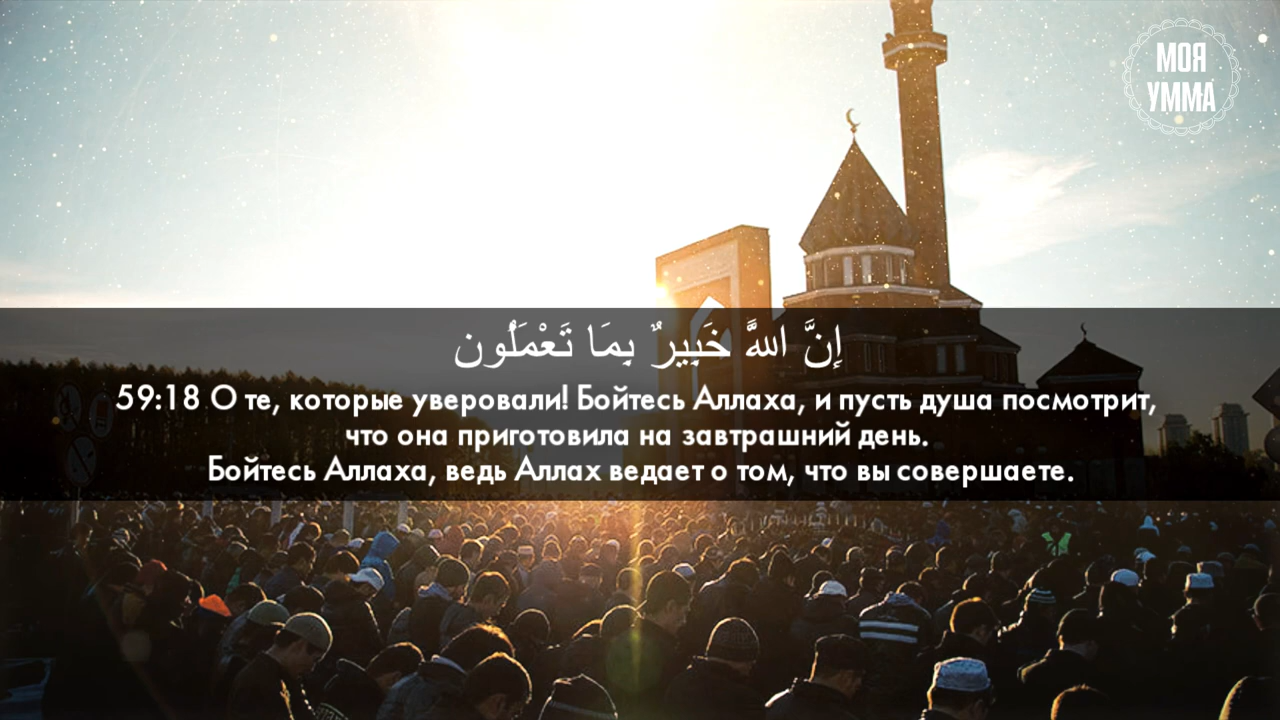 МОЯ
УММА
إِنَّ اللَّهَ خَبِيرٌ بِمَا تَعْمَلُون
59:18 О те, которые уверовали! Бойтесь Аллаха, и пусть душа посмотрит,
что она приготовила на завтрашний день.
Бойтесь Аллаха, ведь Аллах ведает о том, что вы совершаете.